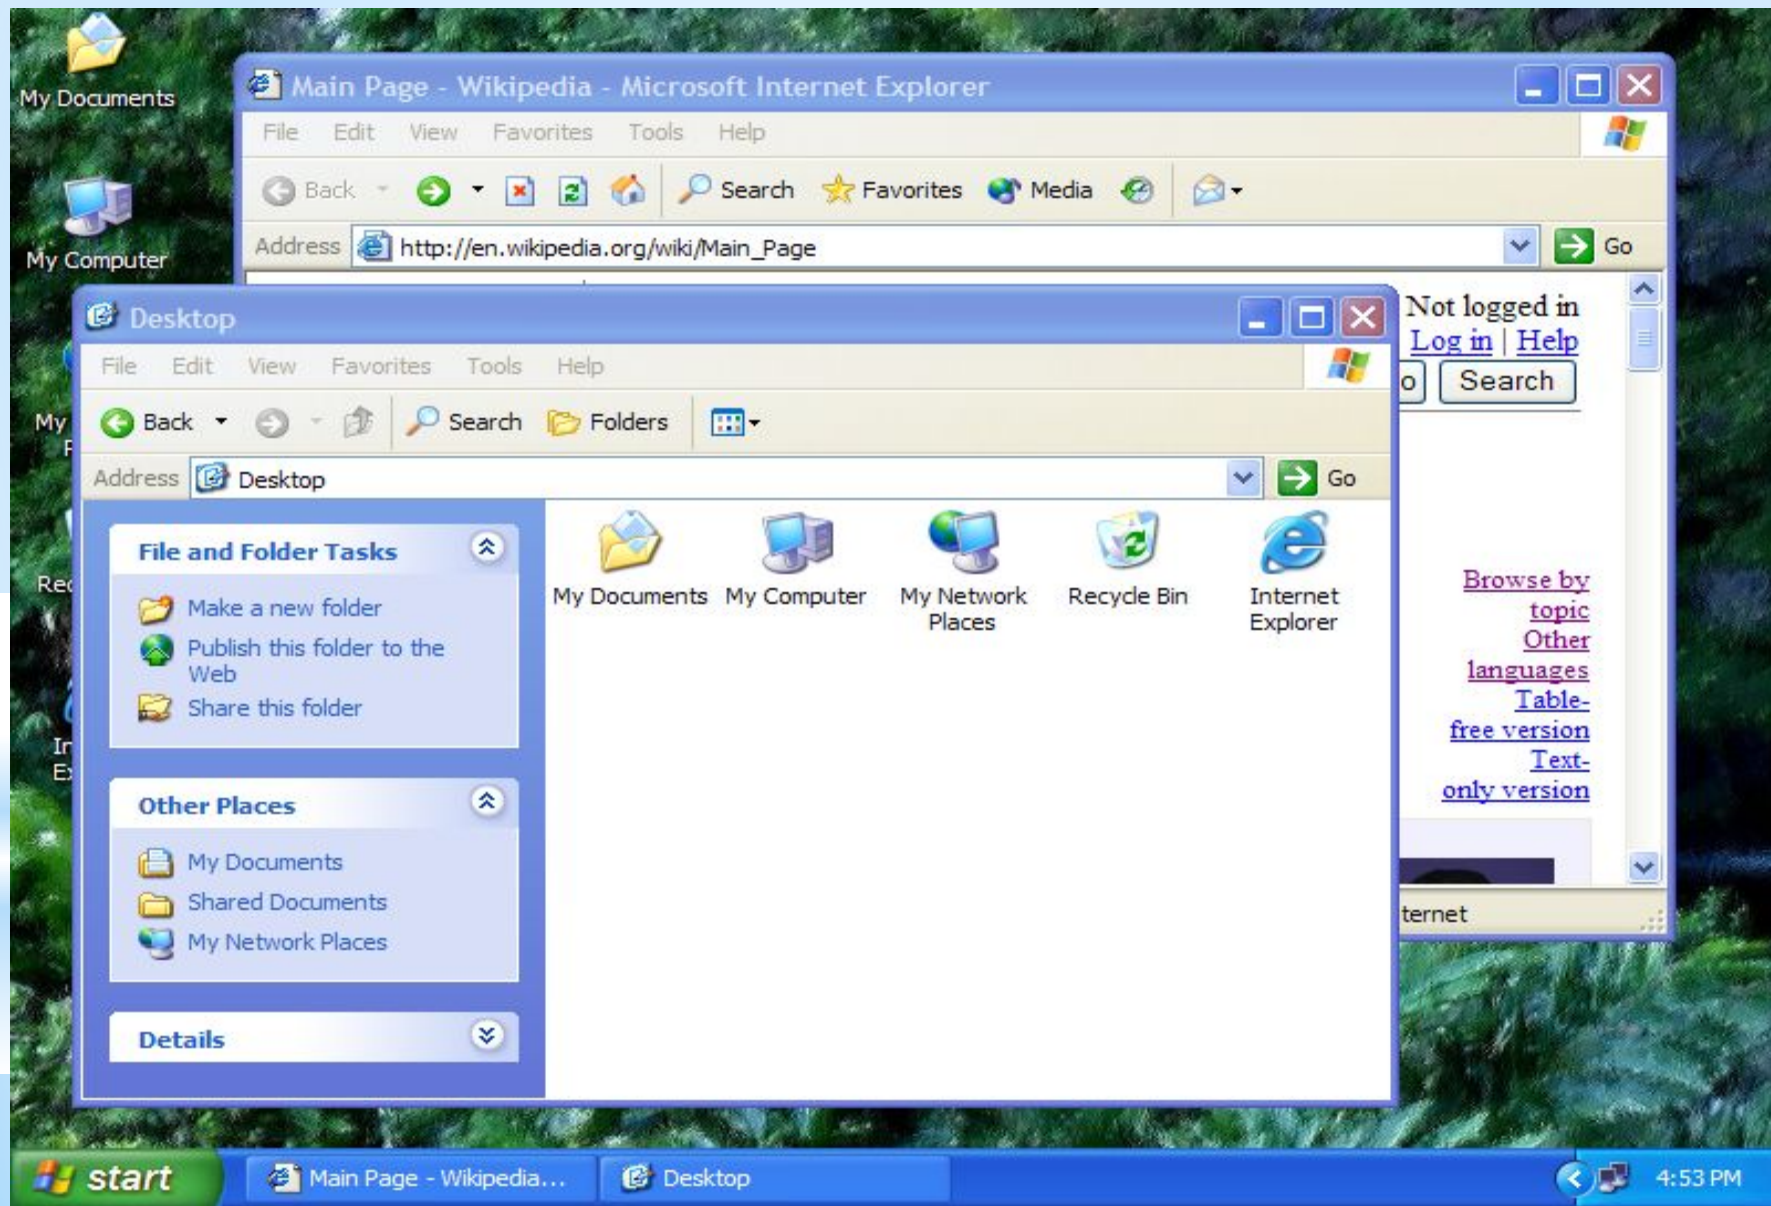 My Documents
My Computer
My
Main Page - Wikipedia - Microsoft Internet Explorer
File Edit View Favorites Tools Help
Back Search Favorites Media
Address http://en.wikipedia.org/wiki/Main_Page Go
Not logged in
Log in | Help
Search
Browse by
topic
Other
languages
Table-
free version
Text-
only version
Desktop
File Edit View Favorites Tools Help
Back Search Folders
Address Desktop Go
File and Folder Tasks
Make a new folder
Publish this folder to the
Web
Share this folder
Other Places
My Documents
Shared Documents
My Network Places
Details
My Documents
My Computer
My Network
Places
Recycle Bin
Internet
Explorer
start Main Page - Wikipedia... Desktop 4:53 PM